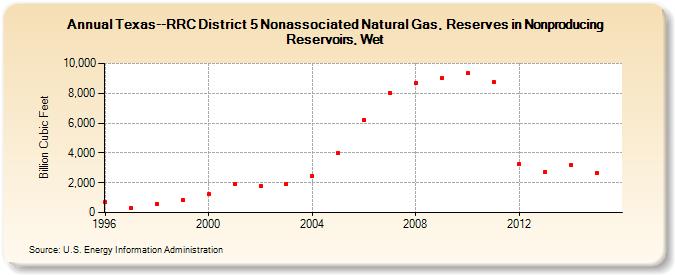 Annual Texas--RRC District 5 Nonassociated Natural Gas, Reserves in Nonproducing
Reservoirs, Wet
Billion Cubic Feet
10,000
8,000
6,000
4,000
2,000
0
1996
2000
2004
2008
2012
Source: U.S. Energy Information Administration